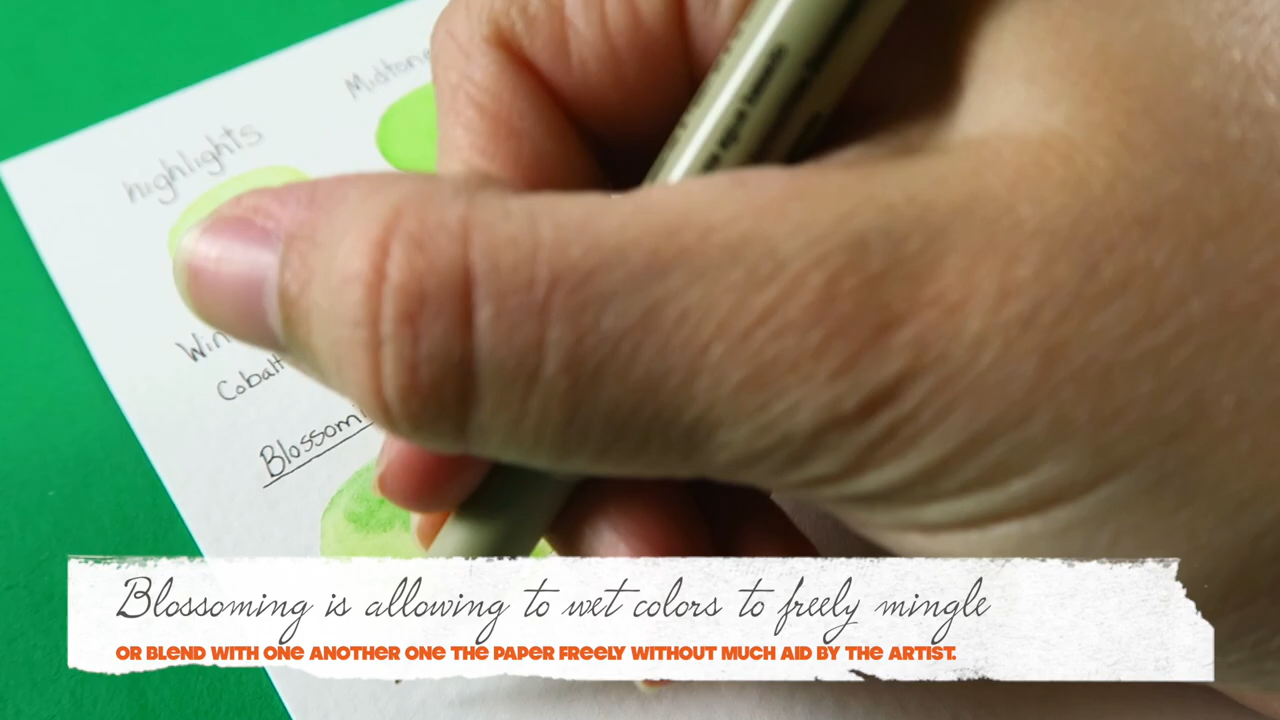 Midtone
highlights
Win
Cobalt
Blossomi
Blossoming is allowing to wet colors to freely mingle
OR BLEND WITH ONE ANOTHER ONE THE PAPER FREELY WITHOUT MUCH AID BY THE ARTIST.